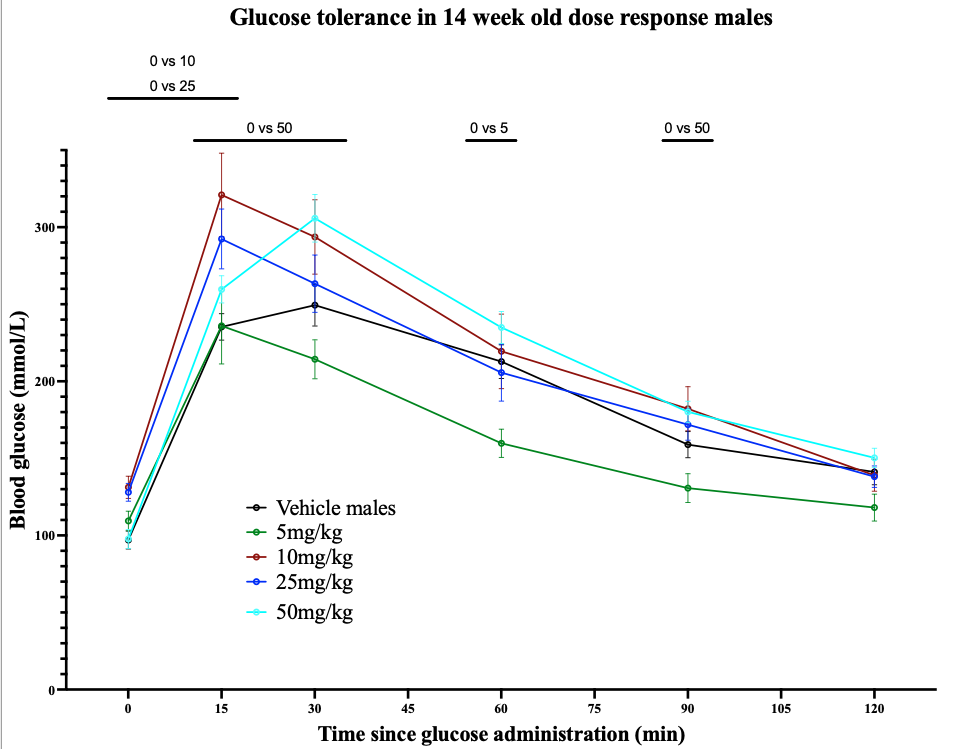 Glucose tolerance in 14 week old dose response males
0 vs 10
0 vs 25
0 vs 50
0 vs 5
0 vs 50
Blood glucose (mmol/L)
300
200
100
0
Vehicle males
5mg/kg
10mg/kg
25mg/kg
50mg/kg
0 15 30 45 60 75 90 105 120
Time since glucose administration (min)